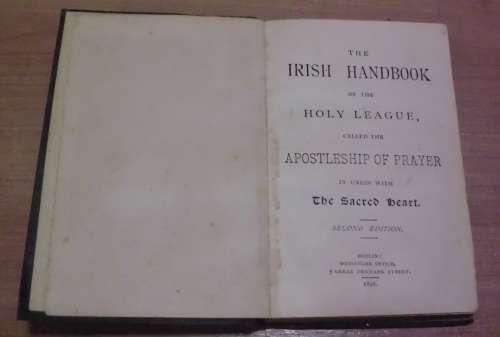 THE
IRISH HANDBOOK
OF THE
HOLY LEAGUE,
CALLED THE
APOSTLESHIP OF PRAYER
IN UNION WITH
The Sacred Heart.
SECOND EDITION.
DUBLIN:
MESSENGER OFFICE,
5 GREAT DENMARK STREET.